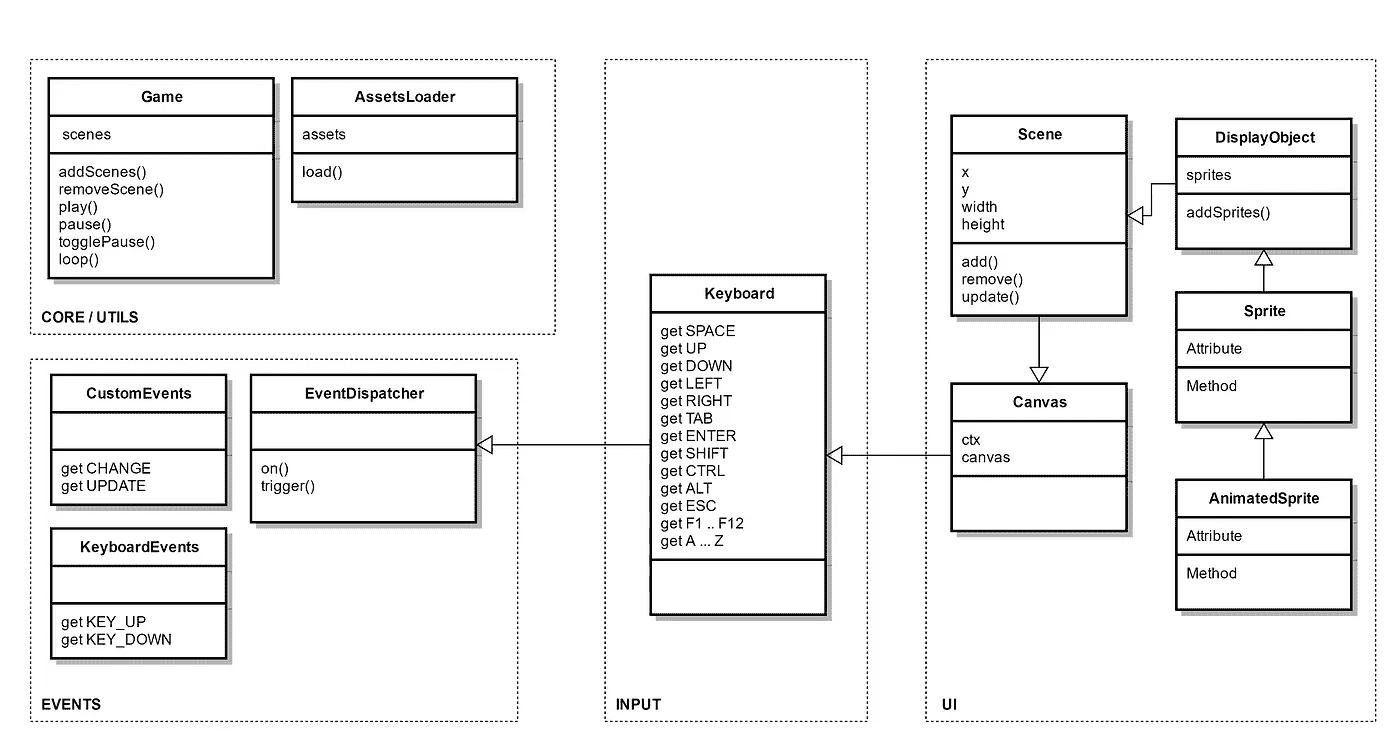 Game
scenes
addScenes()
removeScene()
play()
pause()
togglePause()
loop()
AssetsLoader
assets
load()
CORE / UTILS
CustomEvents
get CHANGE
get UPDATE
EventDispatcher
on()
trigger()
KeyboardEvents
get KEY_UP
get KEY_DOWN
EVENTS
Keyboard
get SPACE
get UP
get DOWN
get LEFT
get RIGHT
get TAB
get ENTER
get SHIFT
get CTRL
get ALT
get ESC
get F1 .. F12
get A ... Z
INPUT
Scene
x
y
width
height
add()
remove()
update()
DisplayObject
sprites
addSprites()
Sprite
Attribute
Method
Canvas
ctx
canvas
AnimatedSprite
Attribute
Method
UI